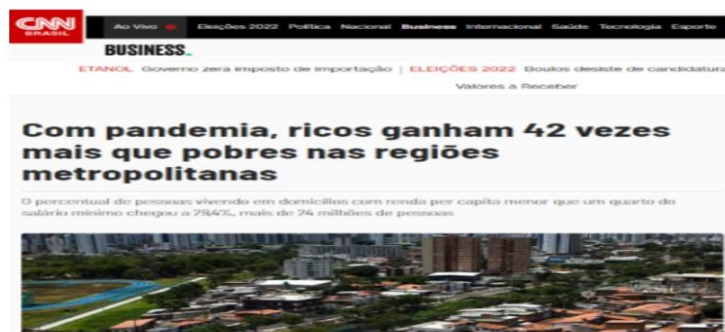 CNN
BRASIL
Ao Vivo Eleições 2022 Política Nacional Business Internacional Saúde Tecnologia Esporte
BUSINESS_
ETANOL Governo zera imposto de importação | ELEIÇÕES 2022 Boulos desiste de candidatura
Valores a Receber
Com pandemia, ricos ganham 42 vezes
mais que pobres nas regiões
metropolitanas
O percentual de pessoas vivendo em domicílios com renda per capita menor que um quarto do
salário mínimo chegou a 29,4%, mais de 24 milhões de pessoas